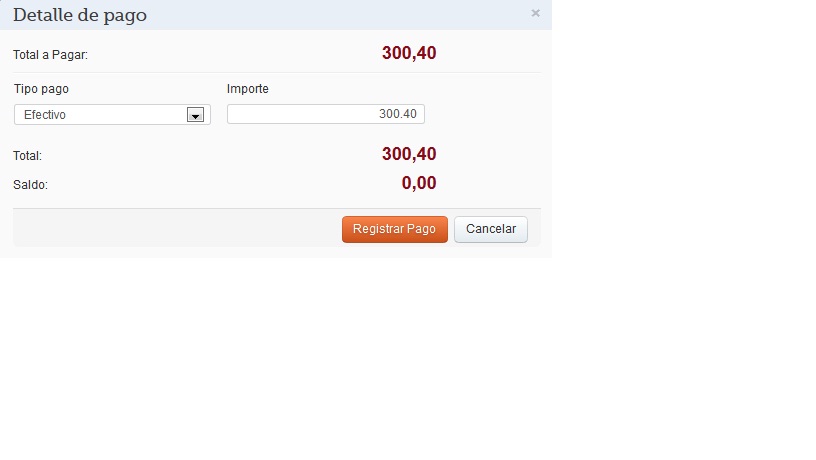 Detalle de pago ×
Total a Pagar: 300,40
Tipo pago Importe
Efectivo 300.40
Total: 300,40
Saldo: 0,00
Registrar Pago Cancelar